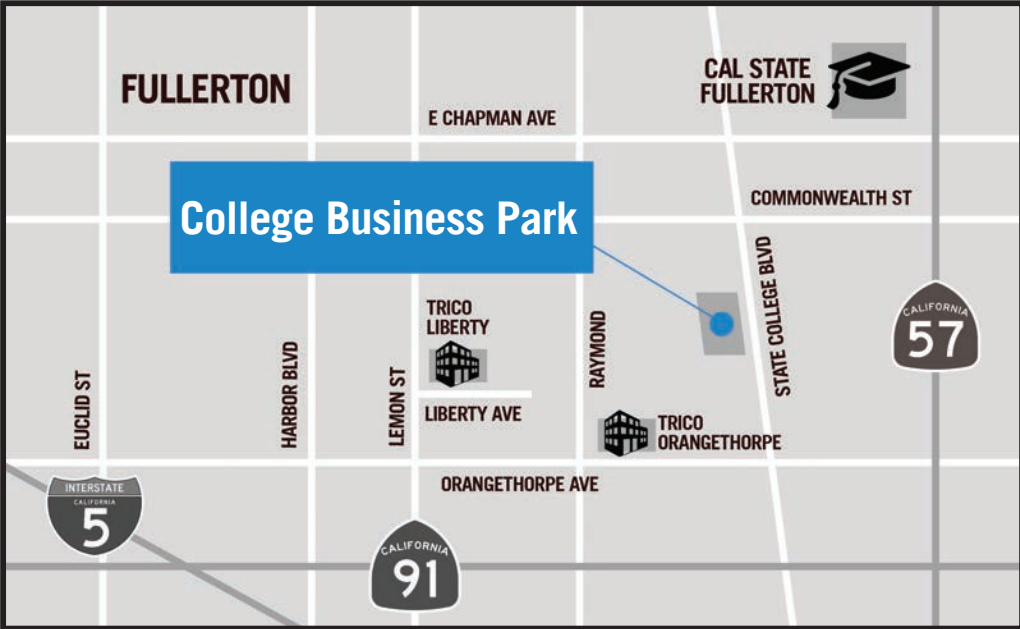 FULLERTON
CAL STATE
FULLERTON
E CHAPMAN AVE
College Business Park
COMMONWEALTH ST
TRICO
LIBERTY
RAYMOND
STATE COLLEGE BLVD
CALIFORNIA
57
EUCLID ST
HARBOR BLVD
LEMON ST
LIBERTY AVE
TRICO
ORANGETHORPE
ORANGETHORPE AVE
INTERSTATE
CALIFORNIA
5
CALIFORNIA
91